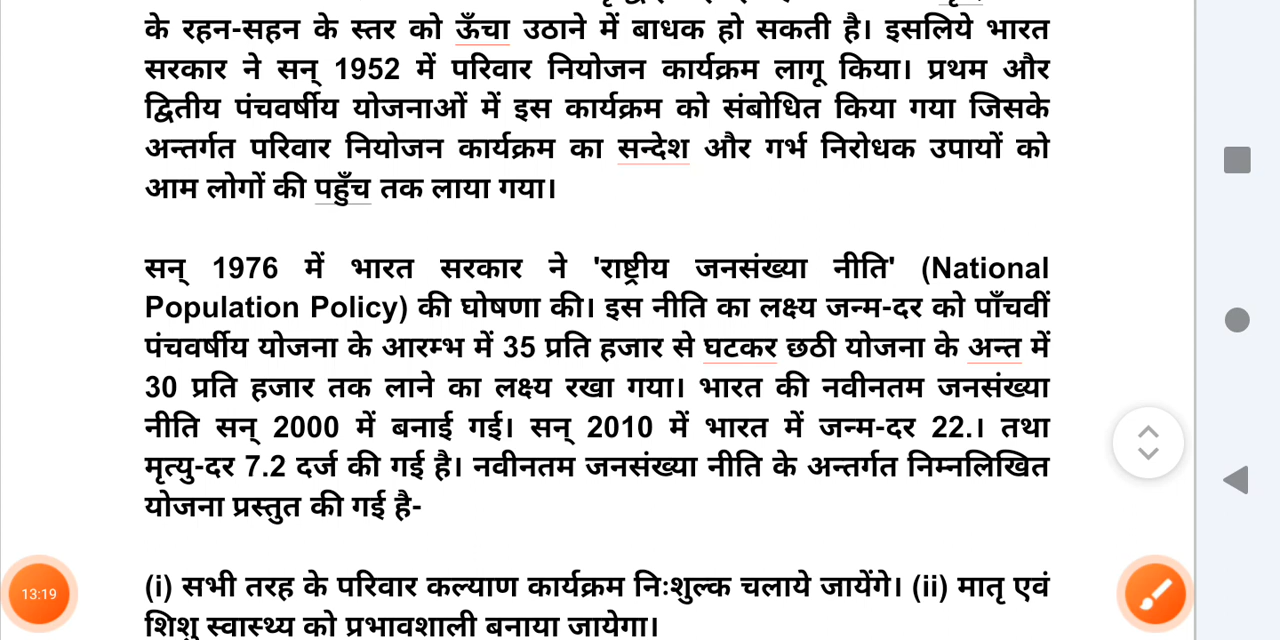 के रहन-सहन के स्तर को ऊँचा उठाने में बाधक हो सकती है। इसलिये भारत
सरकार ने सन् 1952 में परिवार नियोजन कार्यक्रम लागू किया। प्रथम और
द्वितीय पंचवर्षीय योजनाओं में इस कार्यक्रम को संबोधित किया गया जिसके
अन्तर्गत परिवार नियोजन कार्यक्रम का सन्देश और गर्भ निरोधक उपायों को
आम लोगों की पहुँच तक लाया गया।
सन् 1976 में भारत सरकार ने 'राष्ट्रीय जनसंख्या नीति' (National
Population Policy) की घोषणा की। इस नीति का लक्ष्य जन्म-दर को पाँचवीं
पंचवर्षीय योजना के आरम्भ में 35 प्रति हजार से घटकर छठी योजना के अन्त में
30 प्रति हजार तक लाने का लक्ष्य रखा गया। भारत की नवीनतम जनसंख्या
नीति सन् 2000 में बनाई गई। सन् 2010 में भारत में जन्म-दर 22.। तथा
मृत्यु-दर 7.2 दर्ज की गई है। नवीनतम जनसंख्या नीति के अन्तर्गत निम्नलिखित
योजना प्रस्तुत की गई है-
(i) सभी तरह के परिवार कल्याण कार्यक्रम निःशुल्क चलाये जायेंगे। (ii) मातृ एवं
शिशु स्वास्थ्य को प्रभावशाली बनाया जायेगा।
13:19